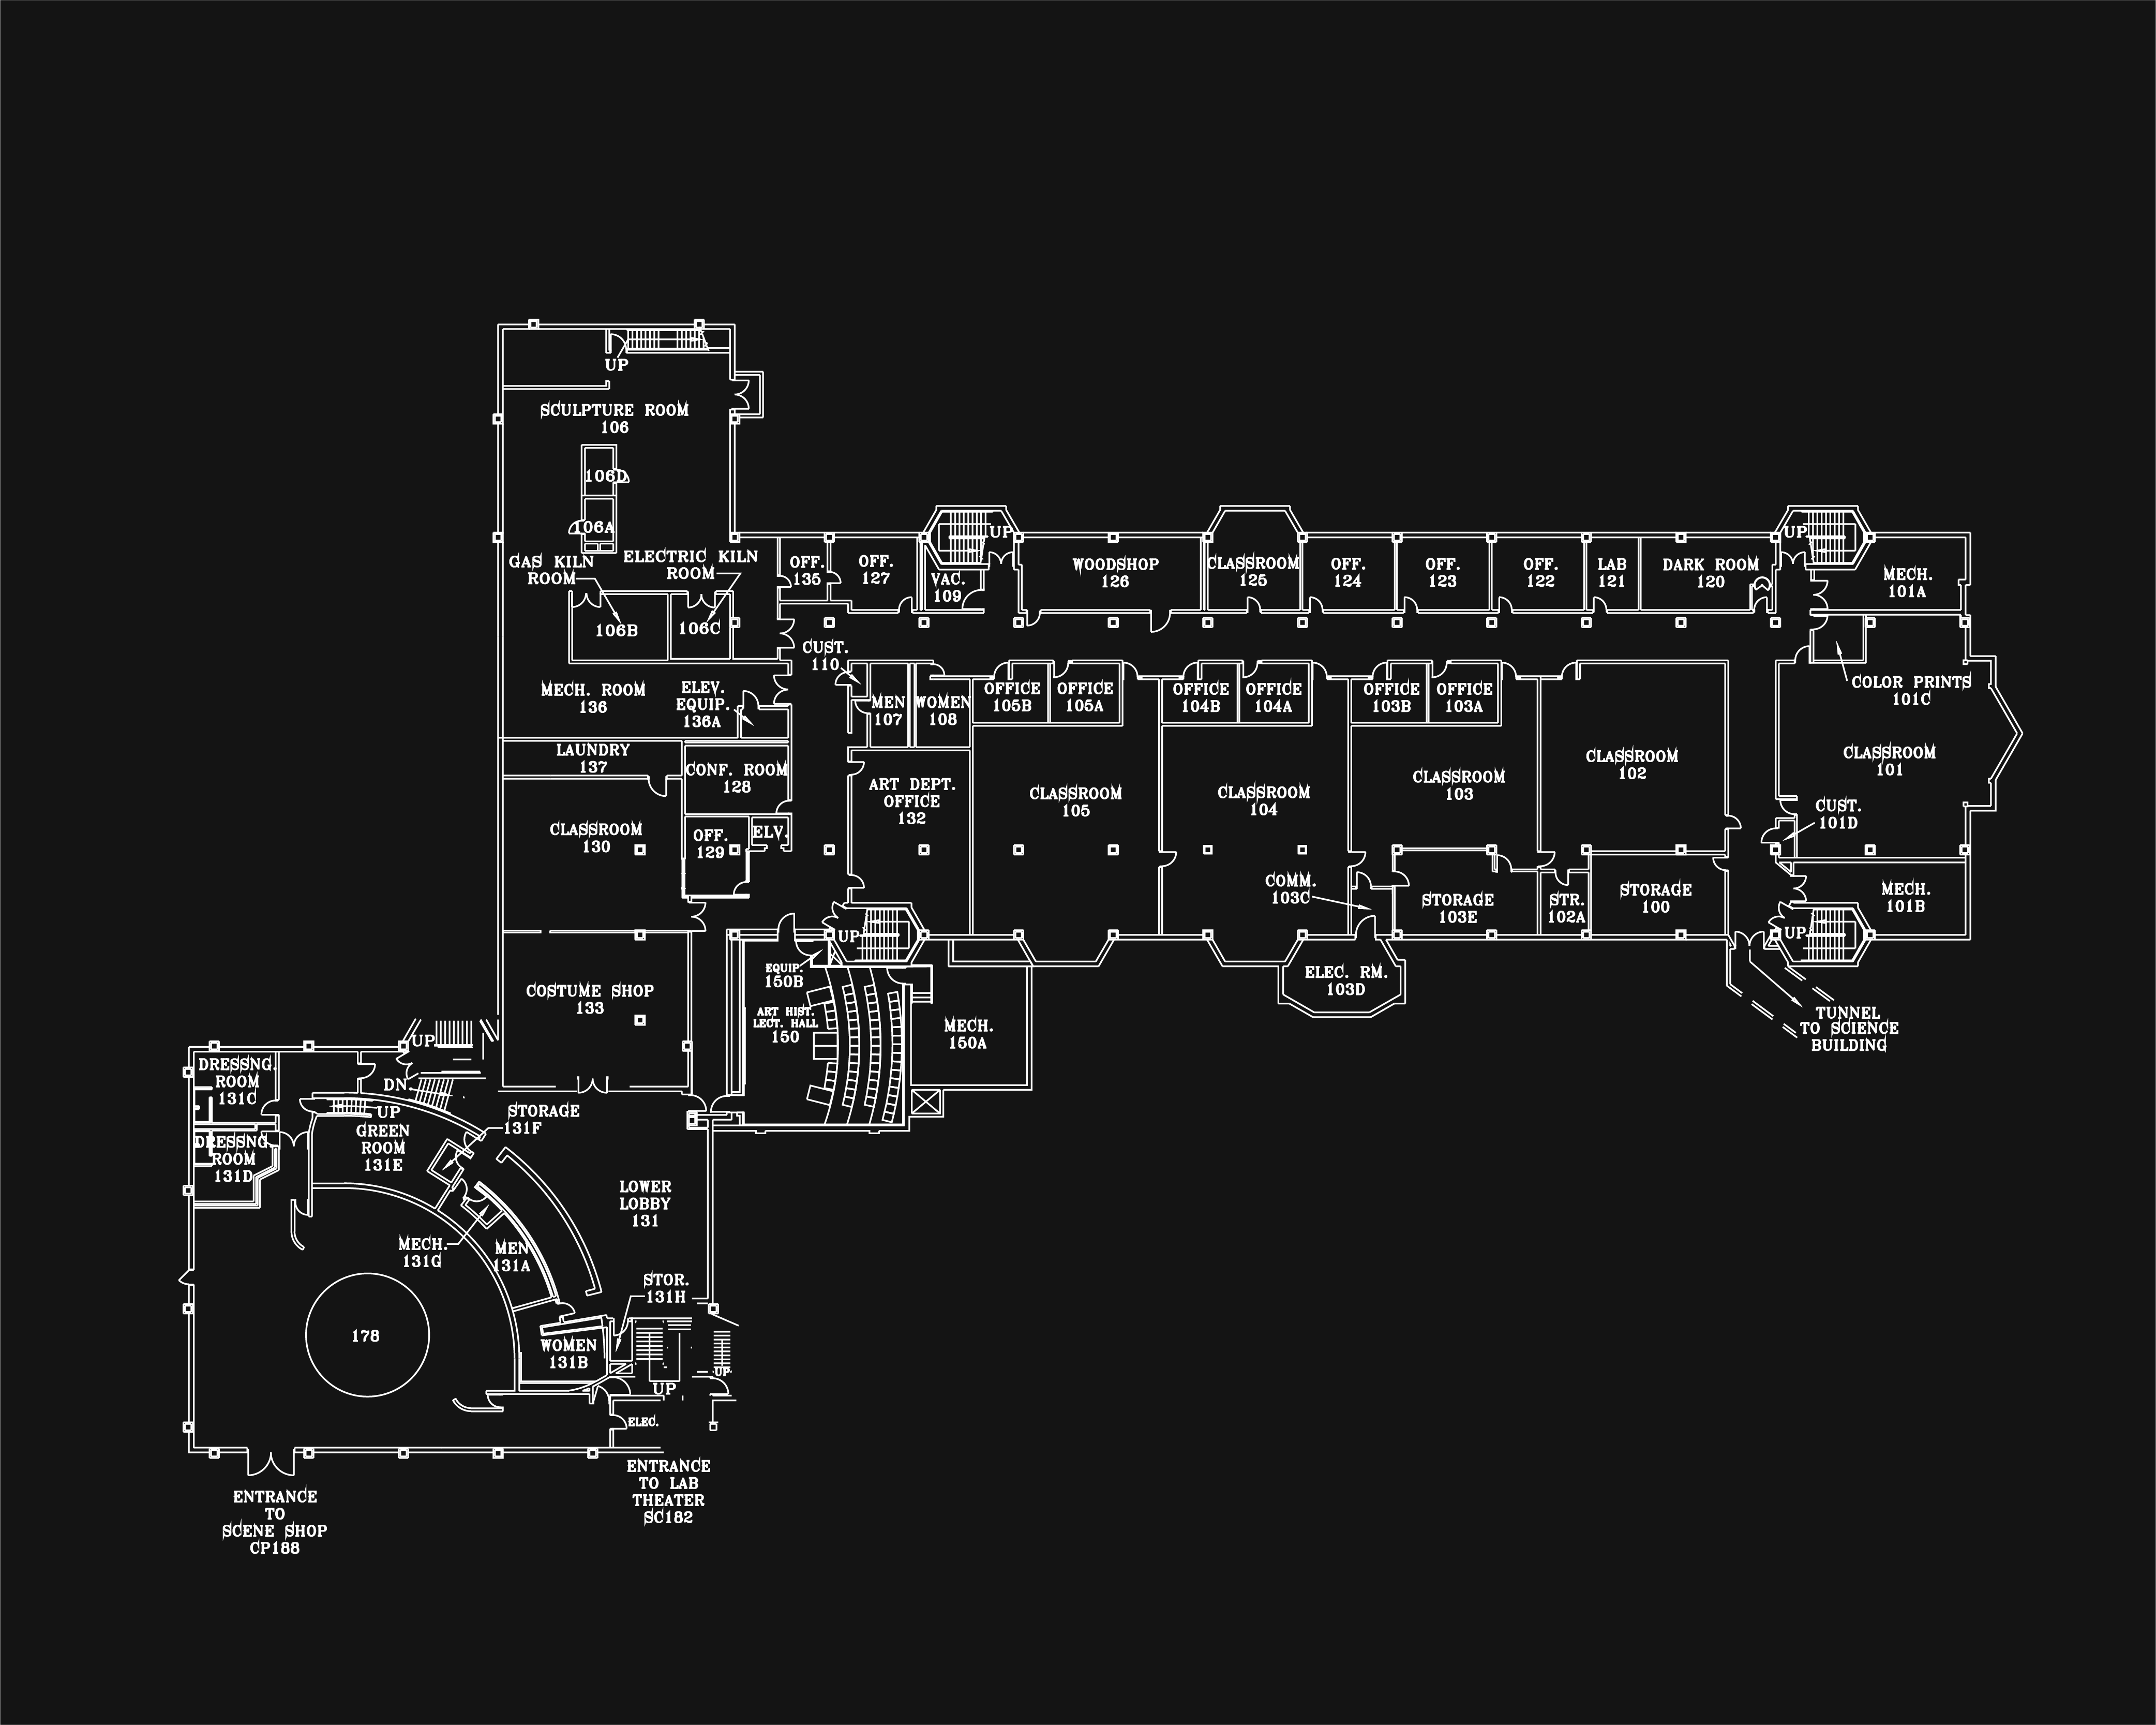 UP
SCULPTURE ROOM
106
106D
106A
GAS KILN
ROOM
ELECTRIC KILN
ROOM
106B
106C
OFF.
135
OFF.
127
UP
VAC.
109
WOODSHOP
126
CLASSROOM
125
OFF.
124
OFF.
123
OFF.
122
LAB
121
DARK ROOM
120
UP
MECH.
101A
CUST.
110
MECH. ROOM
136
ELEV.
EQUIP.
136A
MEN
107
WOMEN
108
OFFICE
105B
OFFICE
105A
OFFICE
104B
OFFICE
104A
OFFICE
103B
OFFICE
103A
COLOR PRINTS
101C
LAUNDRY
137
CONF. ROOM
128
ART DEPT.
OFFICE
132
CLASSROOM
105
CLASSROOM
104
CLASSROOM
103
CLASSROOM
102
CLASSROOM
101
CUST.
101D
CLASSROOM
130
OFF.
129
ELV.
COMM.
103C
STORAGE
103E
STR.
102A
STORAGE
100
MECH.
101B
UP
UP
EQUIP.
150B
ART HIST.
LECT. HALL
150
MECH.
150A
ELEC. RM.
103D
TUNNEL
TO SCIENCE
BUILDING
COSTUME SHOP
133
UP
DRESSNG.
ROOM
131C
DN.
UP
STORAGE
131F
GREEN
ROOM
131E
DRESSNG.
ROOM
131D
LOWER
LOBBY
131
MECH.
131G
MEN
131A
STOR.
131H
178
WOMEN
131B
UP
UP
ELEC.
ENTRANCE
TO LAB
THEATER
SC182
ENTRANCE
TO
SCENE SHOP
CP188